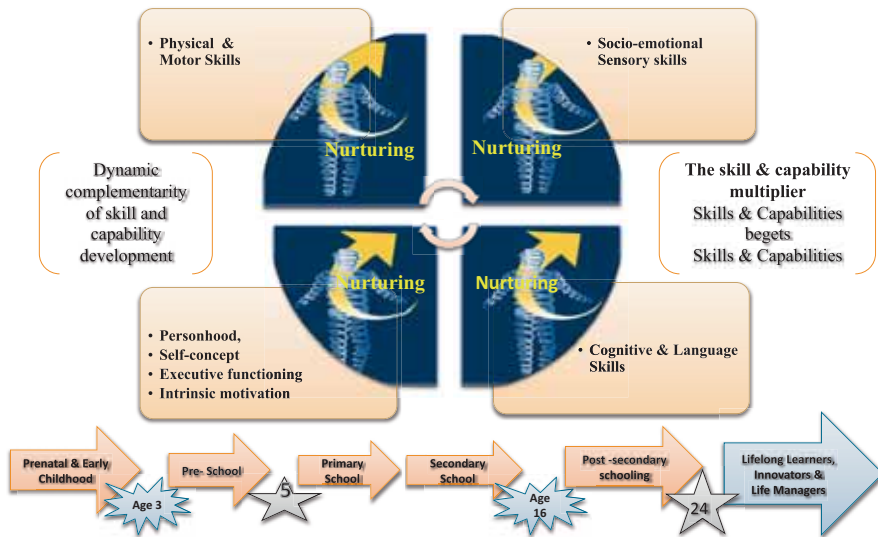 • Physical &
Motor Skills
• Socio-emotional
Sensory skills
Nurturing
Nurturing
Dynamic
complementarity
of skill and
capability
development
The skill & capability
multiplier
Skills & Capabilities
begets
Skills & Capabilities
Nurturing
Nurturing
• Personhood,
• Self-concept
• Executive functioning
• Intrinsic motivation
• Cognitive & Language
Skills
Prenatal & Early
Childhood
Age 3
Pre- School
5
Primary
School
Secondary
School
Age
16
Post -secondary
schooling
24
Lifelong Learners,
Innovators &
Life Managers